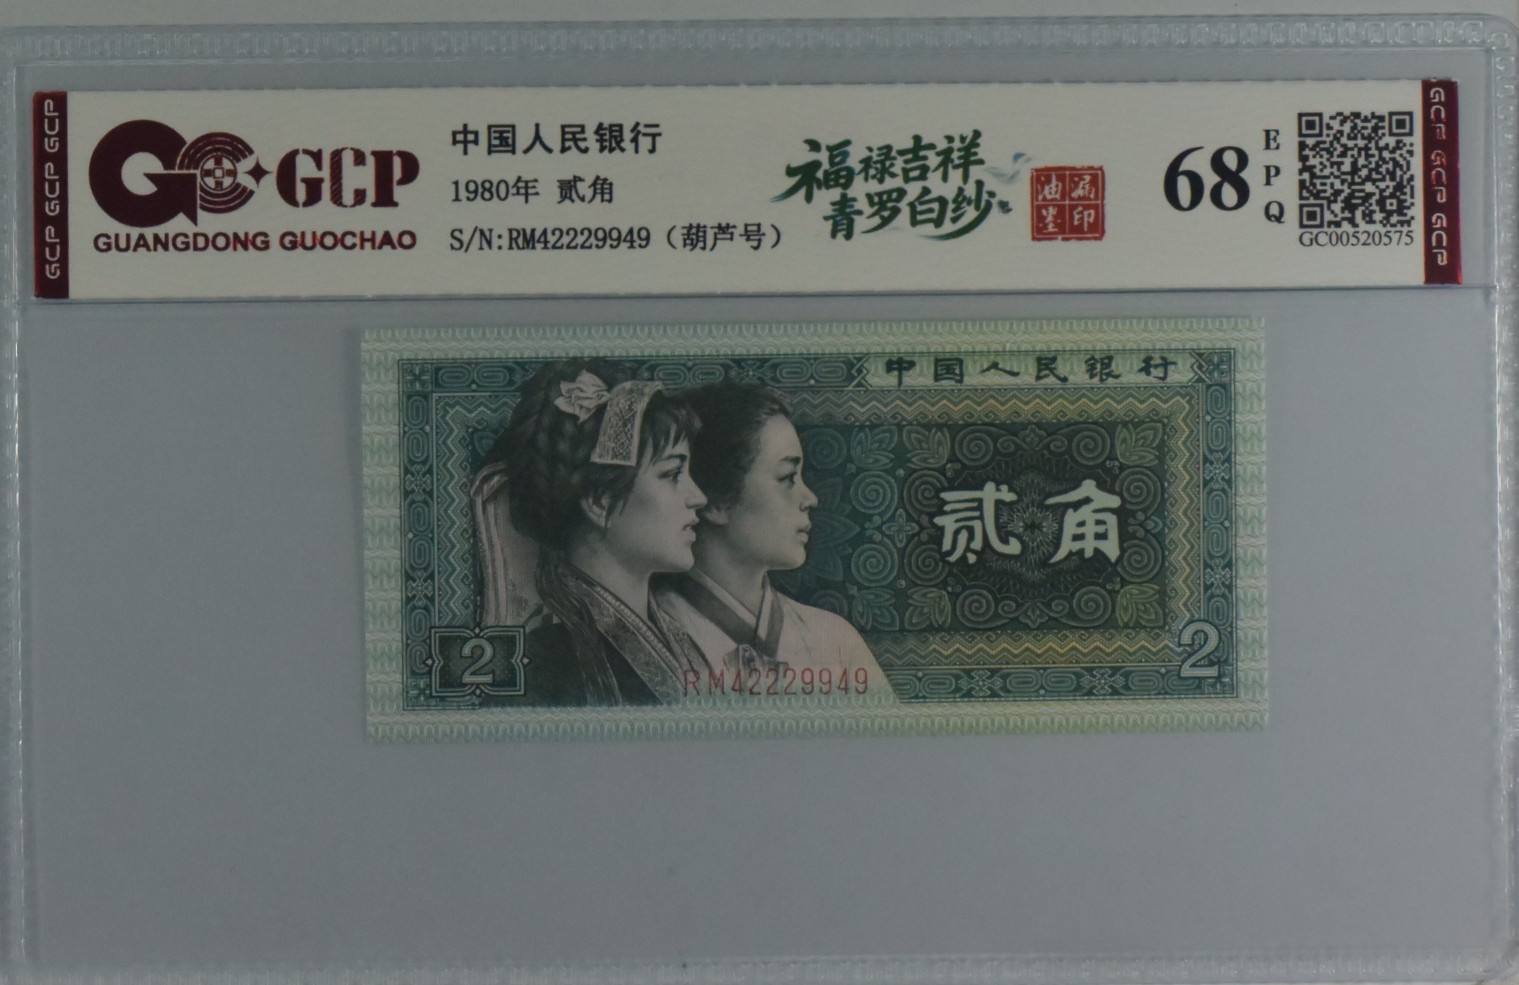 GCP GCP GCP
GCP
GUANGDONG GUOCHAO
中国人民银行
1980年 贰角
S/N:RM42229949（葫芦号）
福禄吉祥
青罗白纱
油漏
墨印
68
EPQ
GC00520575
GCP GCP GCP
中国人民银行
贰角
2
2
RM42229949